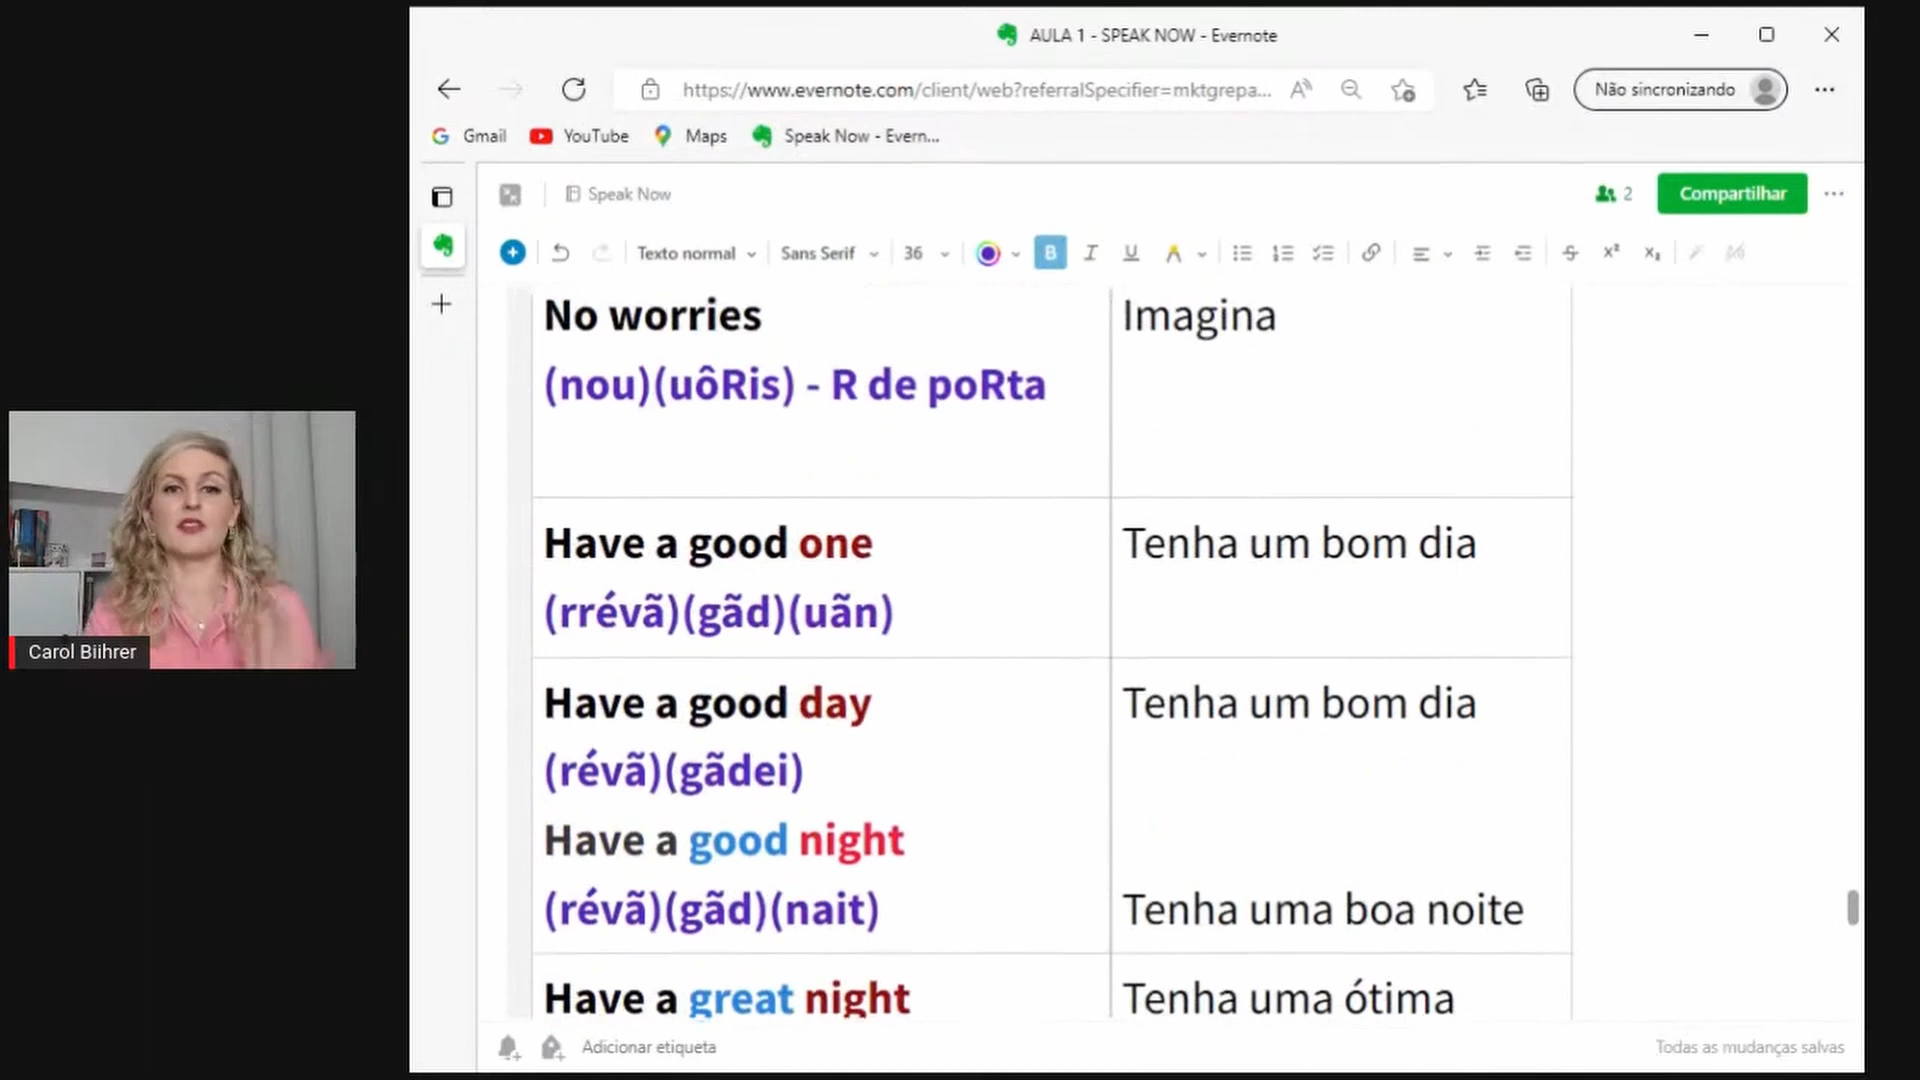 AULA 1 - SPEAK NOW - Evernote
https://www.evernote.com/client/web?referralSpecifier=mktgrepa...
Não sincronizando
Gmail
YouTube
Maps
Speak Now - Evern...
Speak Now
2
Compartilhar
Texto normal
Sans Serif
36
B I U A
No worries
Imagina
(nou)(uôRis) - R de poRta
Have a good one
Tenha um bom dia
(rrévã)(gãd)(uãn)
Have a good day
Tenha um bom dia
(révã)(gãdei)
Have a good night
(révã)(gãd)(nait)
Tenha uma boa noite
Have a great night
Tenha uma ótima
Carol Biihrer
Adicionar etiqueta
Todas as mudanças salvas